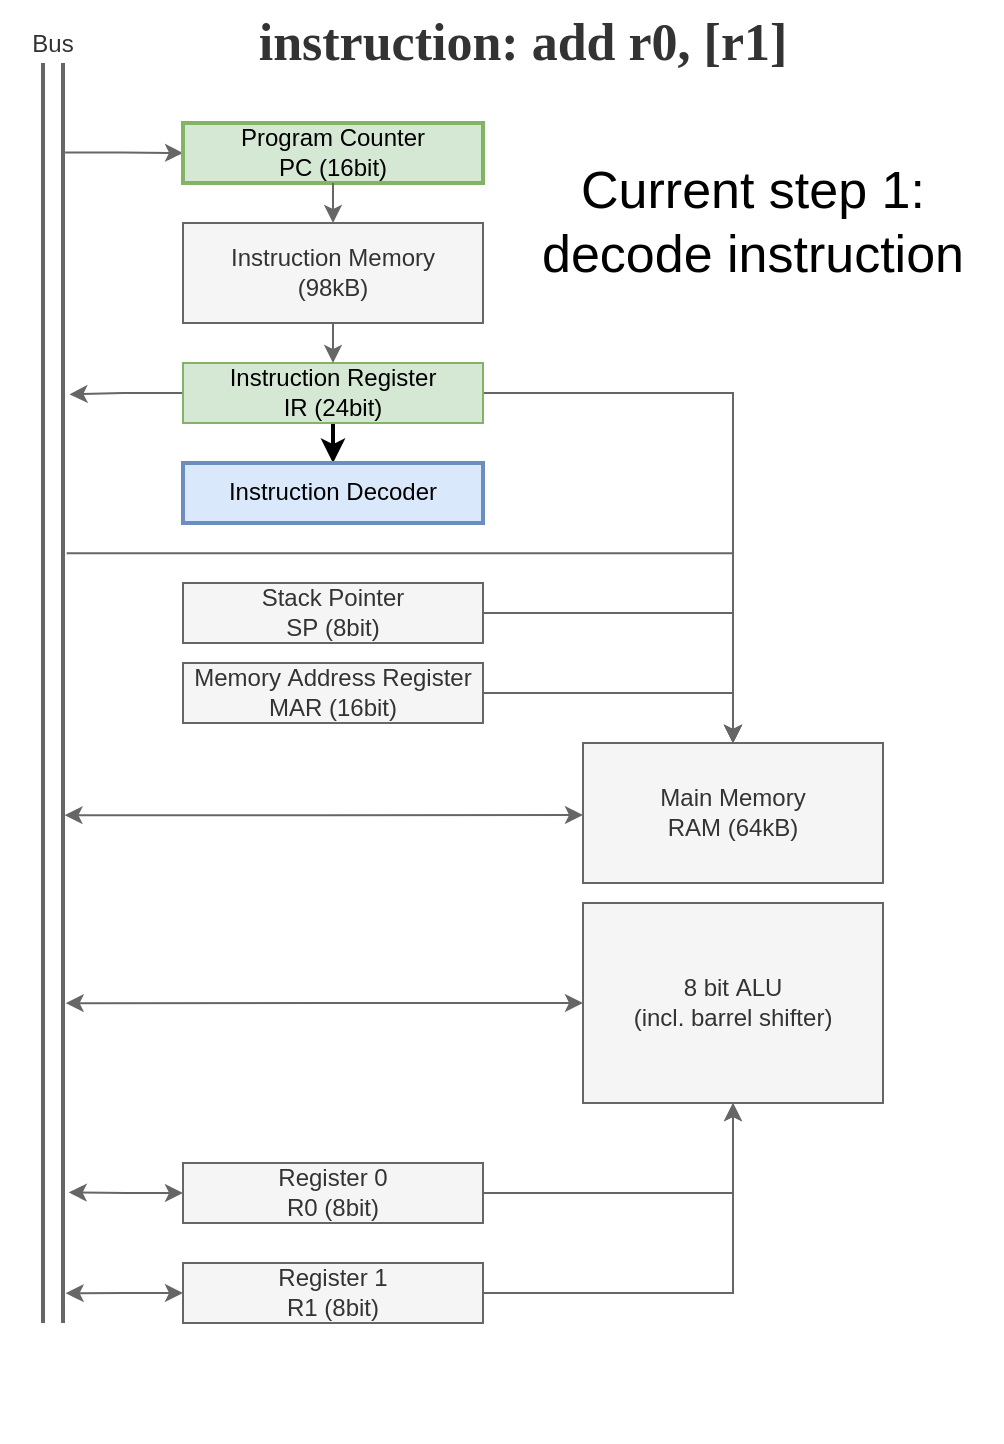 instruction: add r0, [r1]
Bus
Program Counter
PC (16bit)
Current step 1:
decode instruction
Instruction Memory
(98kB)
Instruction Register
IR (24bit)
Instruction Decoder
Stack Pointer
SP (8bit)
Memory Address Register
MAR (16bit)
Main Memory
RAM (64kB)
8 bit ALU
(incl. barrel shifter)
Register 0
R0 (8bit)
Register 1
R1 (8bit)